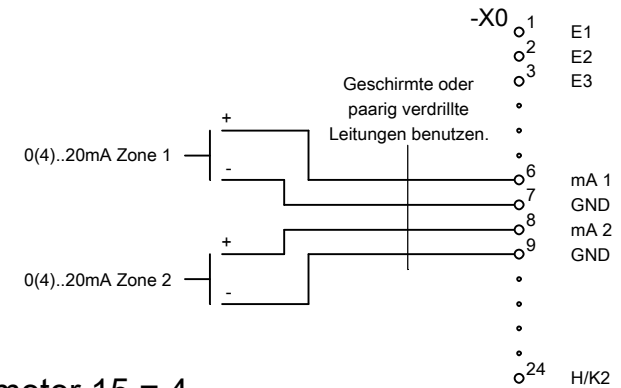 -X0
1 E1
2 E2
3 E3
Geschirmte oder
paarig verdrillte
Leitungen benutzen.
+
0(4)..20mA Zone 1
-
6 mA 1
7 GND
8 mA 2
9 GND
+
0(4)..20mA Zone 2
-
24 H/K2